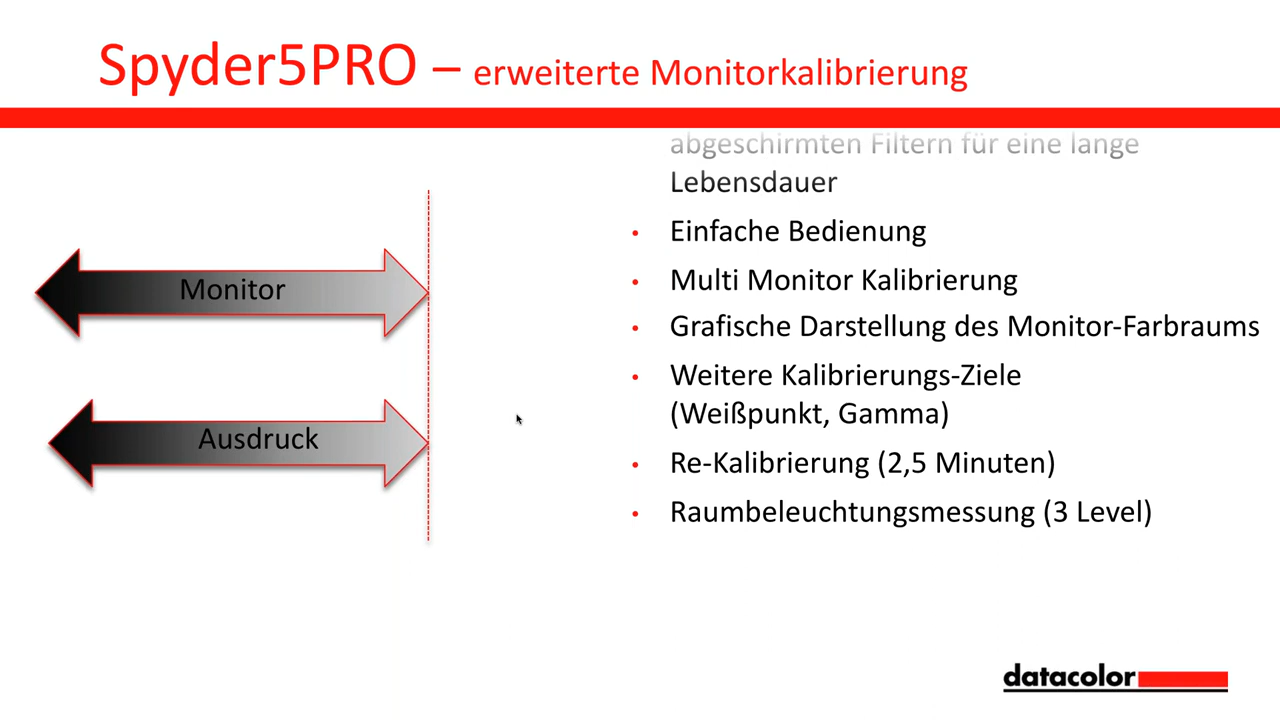 Spyder5PRO – erweiterte Monitorkalibrierung
abgeschirmten Filtern für eine lange
Lebensdauer
• Einfache Bedienung
• Multi Monitor Kalibrierung
• Grafische Darstellung des Monitor-Farbraums
• Weitere Kalibrierungs-Ziele
(Weißpunkt, Gamma)
• Re-Kalibrierung (2,5 Minuten)
• Raumbeleuchtungsmessung (3 Level)
Monitor
Ausdruck
datacolor